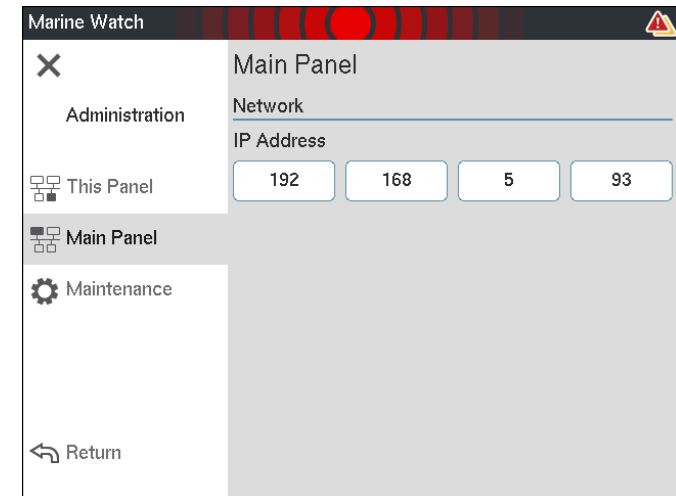 Marine Watch
Administration
This Panel
Main Panel
Maintenance
Return
Main Panel
Network
IP Address
192 168 5 93